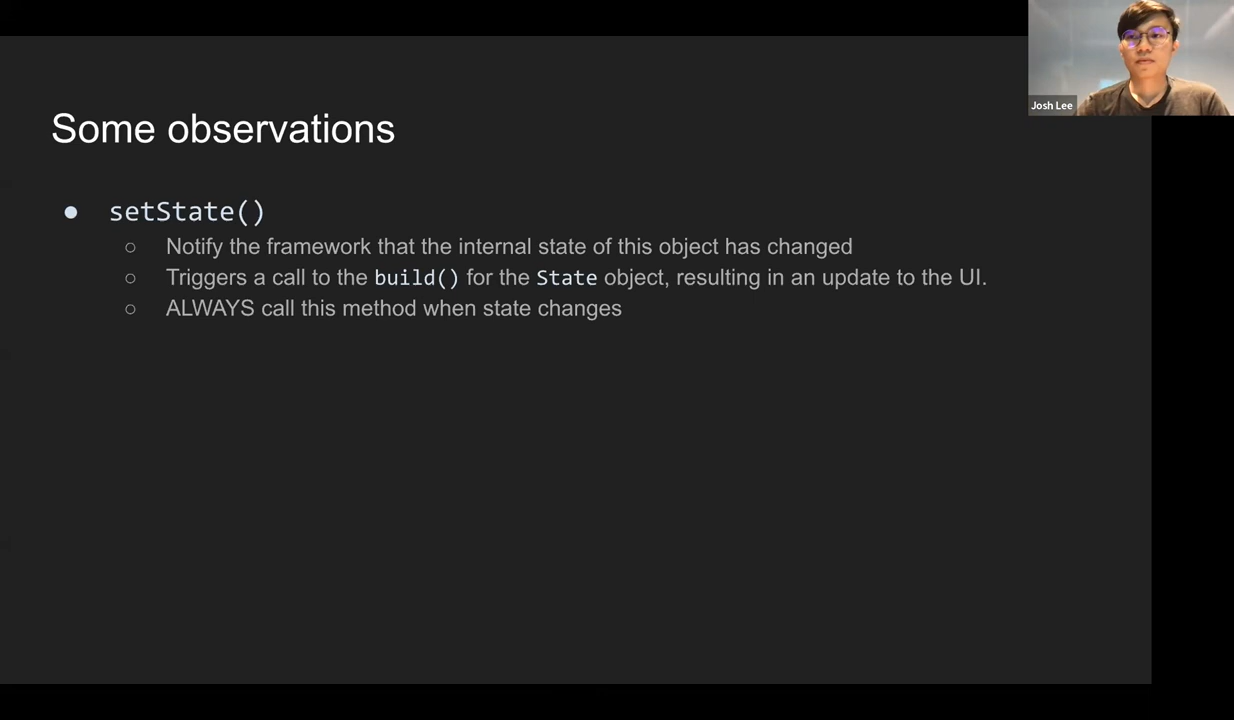 Josh Lee
Some observations
● setState()
○ Notify the framework that the internal state of this object has changed
○ Triggers a call to the build() for the State object, resulting in an update to the UI.
○ ALWAYS call this method when state changes